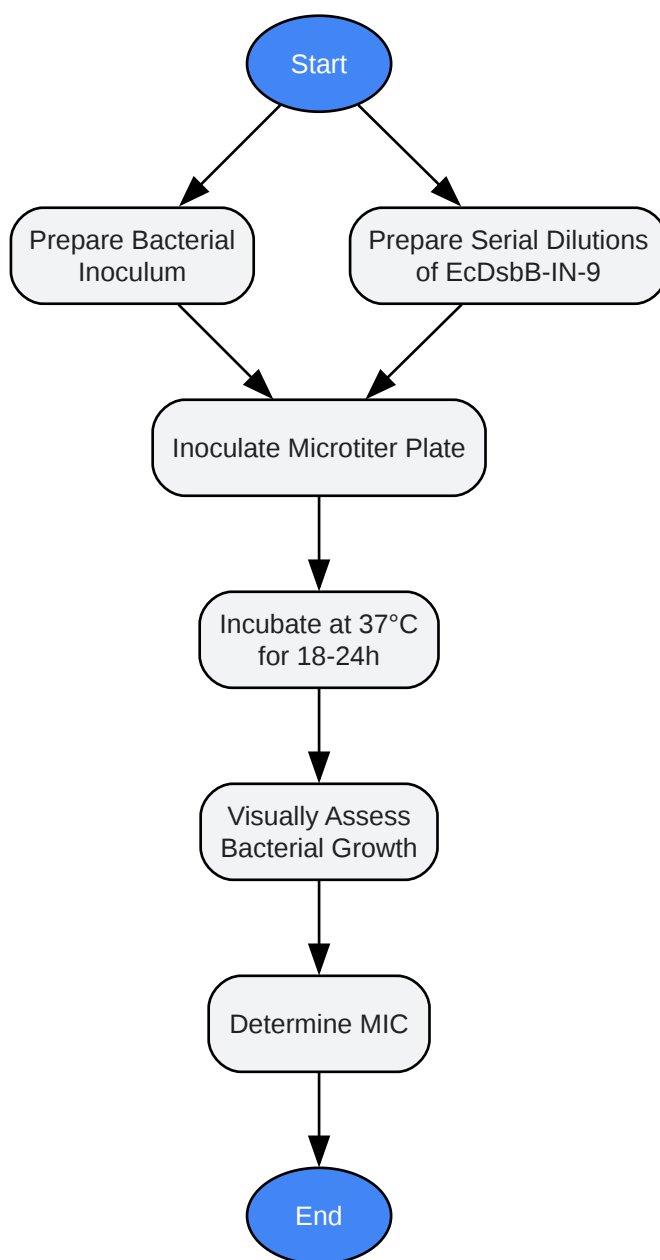 Start
Prepare Bacterial
Inoculum
Prepare Serial Dilutions
of EcDsbB-IN-9
Inoculate Microtiter Plate
Incubate at 37°C
for 18-24h
Visually Assess
Bacterial Growth
Determine MIC
End